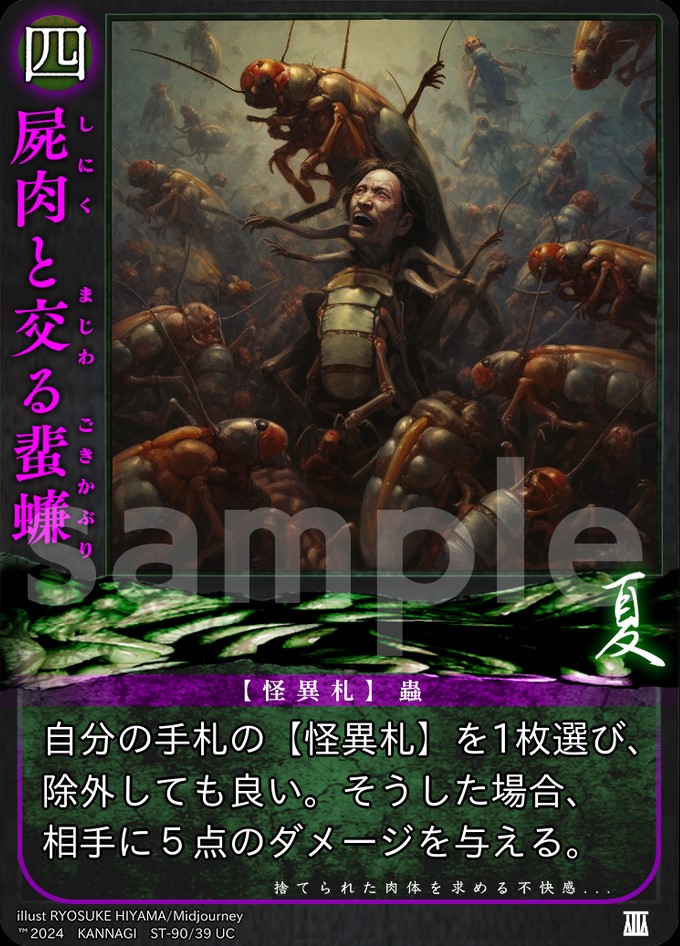 四
屍肉と交る蜚蠊
しにく まじわ ごきかぶり
sample
夏
【怪異札】蟲
自分の手札の【怪異札】を1枚選び、
除外しても良い。そうした場合、
相手に５点のダメージを与える。
捨てられた肉体を求める不快感...
illust RYOSUKE HIYAMA/Midjourney
™2024 KANNAGI ST-90/39 UC